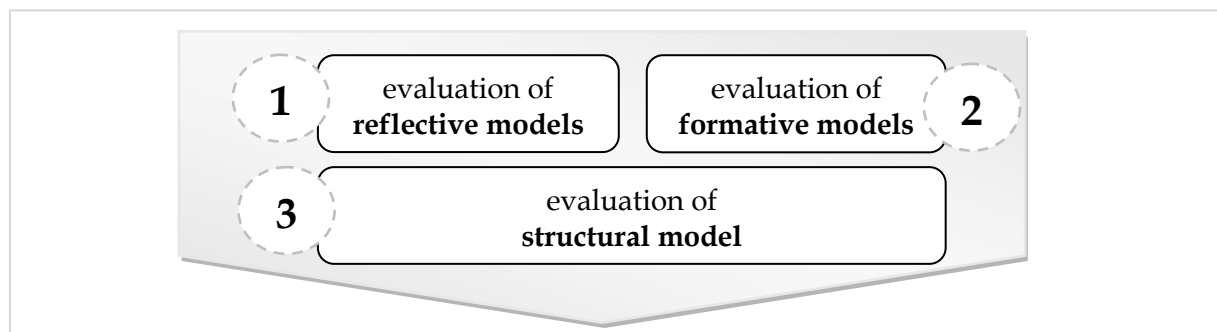 1
evaluation of
reflective models
evaluation of
formative models
2
3
evaluation of
structural model